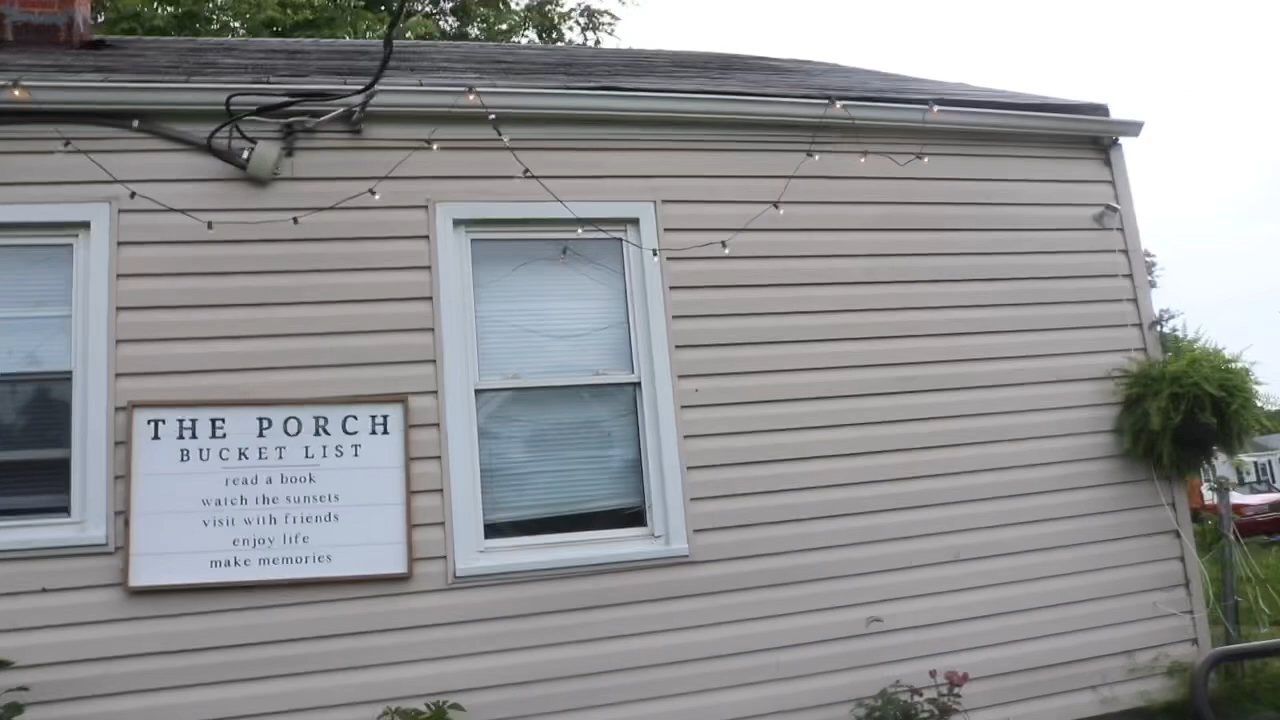 THE PORCH
BUCKET LIST
read a book
watch the sunsets
visit with friends
enjoy life
make memories